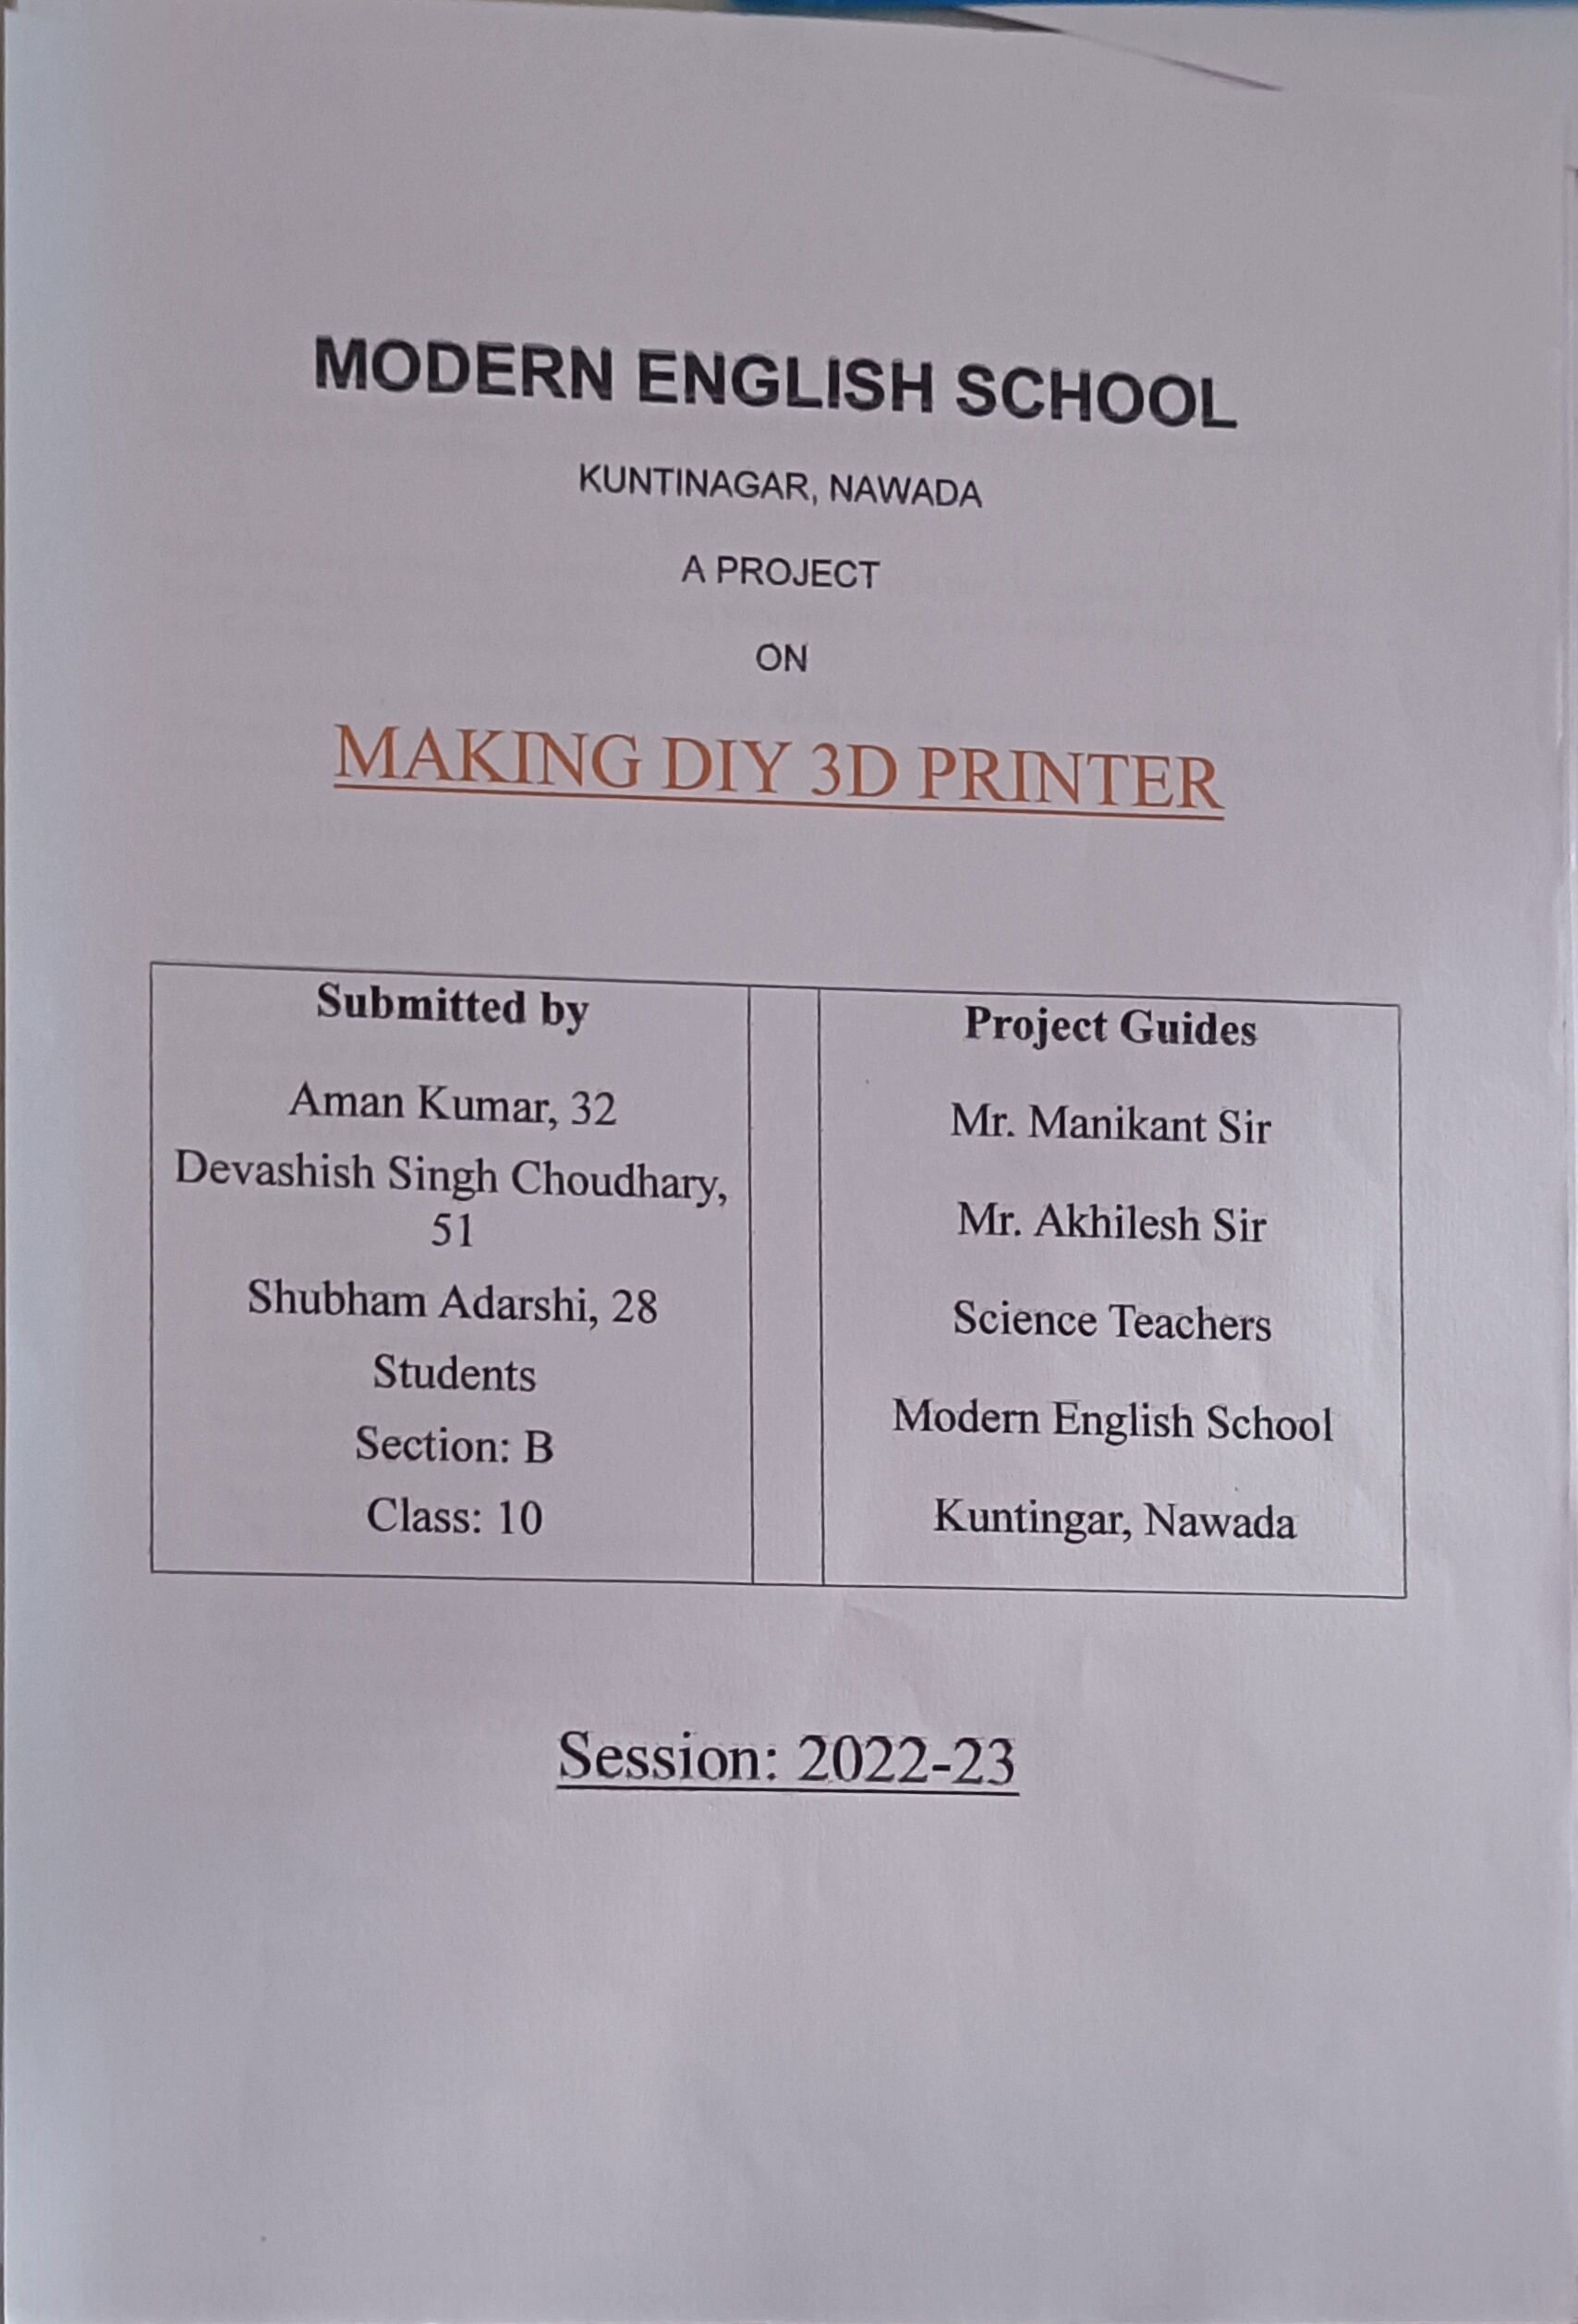 MODERN ENGLISH SCHOOL
KUNTINAGAR, NAWADA
A PROJECT
ON
MAKING DIY 3D PRINTER
Submitted by
Aman Kumar, 32
Devashish Singh Choudhary,
51
Shubham Adarshi, 28
Students
Section: B
Class: 10
Project Guides
Mr. Manikant Sir
Mr. Akhilesh Sir
Science Teachers
Modern English School
Kuntingar, Nawada
Session: 2022-23